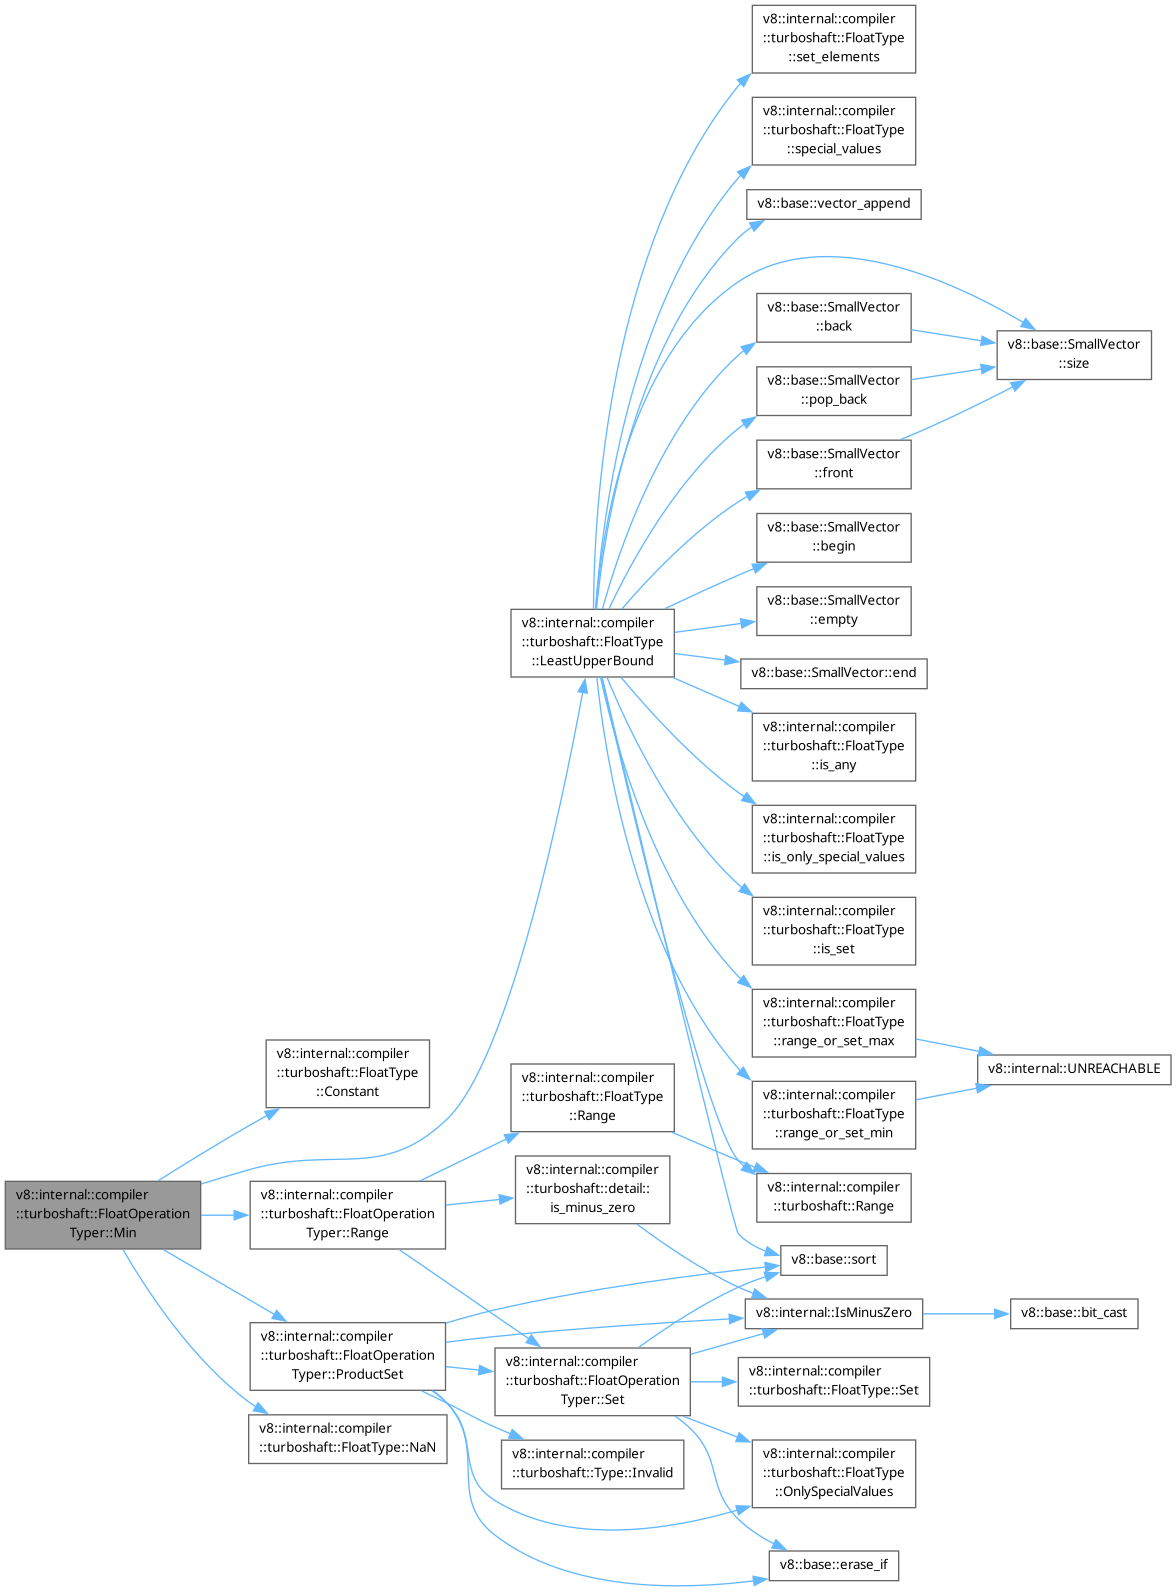 v8::internal::compiler
::turboshaft::FloatType
::set_elements
v8::internal::compiler
::turboshaft::FloatType
::special_values
v8::base::vector_append
v8::base::SmallVector
::back
v8::base::SmallVector
::size
v8::base::SmallVector
::pop_back
v8::base::SmallVector
::front
v8::base::SmallVector
::begin
v8::base::SmallVector
::empty
v8::internal::compiler
::turboshaft::FloatType
::LeastUpperBound
v8::base::SmallVector::end
v8::internal::compiler
::turboshaft::FloatType
::is_any
v8::internal::compiler
::turboshaft::FloatType
::is_only_special_values
v8::internal::compiler
::turboshaft::FloatType
::is_set
v8::internal::compiler
::turboshaft::FloatType
::range_or_set_max
v8::internal::UNREACHABLE
v8::internal::compiler
::turboshaft::FloatType
::Constant
v8::internal::compiler
::turboshaft::FloatType
::Range
v8::internal::compiler
::turboshaft::FloatType
::range_or_set_min
v8::internal::compiler
::turboshaft::FloatOperation
Typer::Min
v8::internal::compiler
::turboshaft::FloatOperation
Typer::Range
v8::internal::compiler
::turboshaft::detail::
is_minus_zero
v8::internal::compiler
::turboshaft::Range
v8::base::sort
v8::internal::IsMinusZero
v8::base::bit_cast
v8::internal::compiler
::turboshaft::FloatOperation
Typer::ProductSet
v8::internal::compiler
::turboshaft::FloatOperation
Typer::Set
v8::internal::compiler
::turboshaft::FloatType::Set
v8::internal::compiler
::turboshaft::FloatType::NaN
v8::internal::compiler
::turboshaft::Type::Invalid
v8::internal::compiler
::turboshaft::FloatType
::OnlySpecialValues
v8::base::erase_if